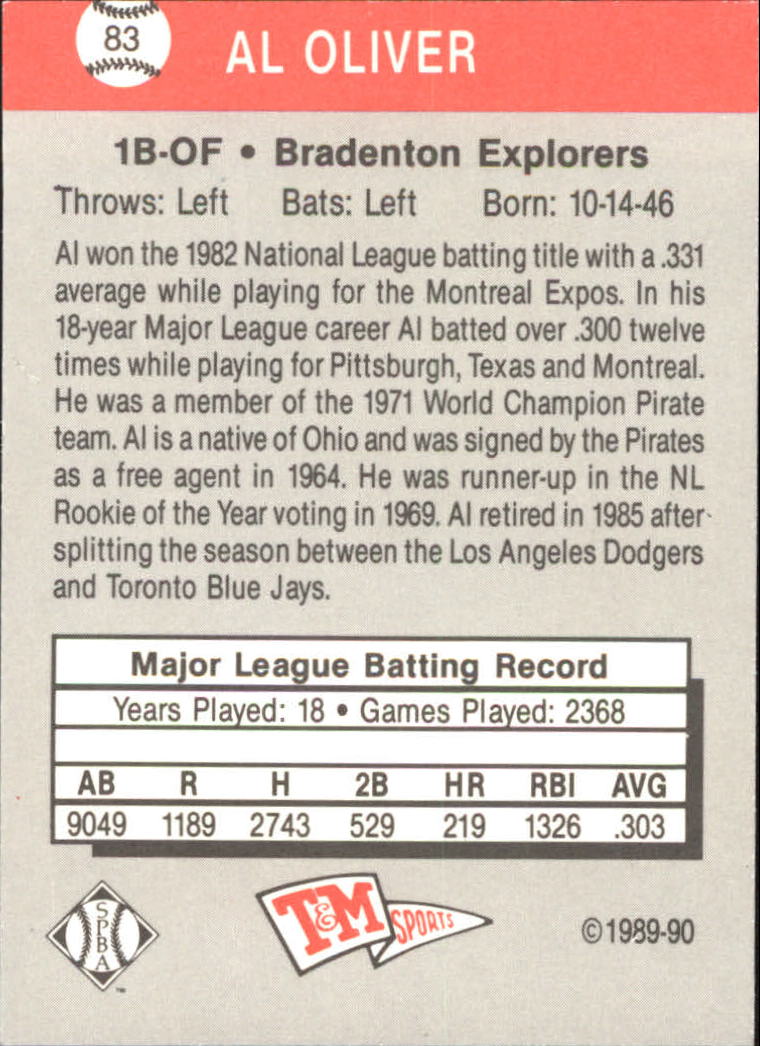 83
AL OLIVER
1B-OF • Bradenton Explorers
Throws: Left Bats: Left Born: 10-14-46
Al won the 1982 National League batting title with a .331
average while playing for the Montreal Expos. In his
18-year Major League career Al batted over .300 twelve
times while playing for Pittsburgh, Texas and Montreal.
He was a member of the 1971 World Champion Pirate
team. Al is a native of Ohio and was signed by the Pirates
as a free agent in 1964. He was runner-up in the NL
Rookie of the Year voting in 1969. Al retired in 1985 after
splitting the season between the Los Angeles Dodgers
and Toronto Blue Jays.
Major League Batting Record
Years Played: 18 • Games Played: 2368
AB R H 2B HR RBI AVG
9049 1189 2743 529 219 1326 .303
SPBA
™
T&M SPORTS
©1989-90